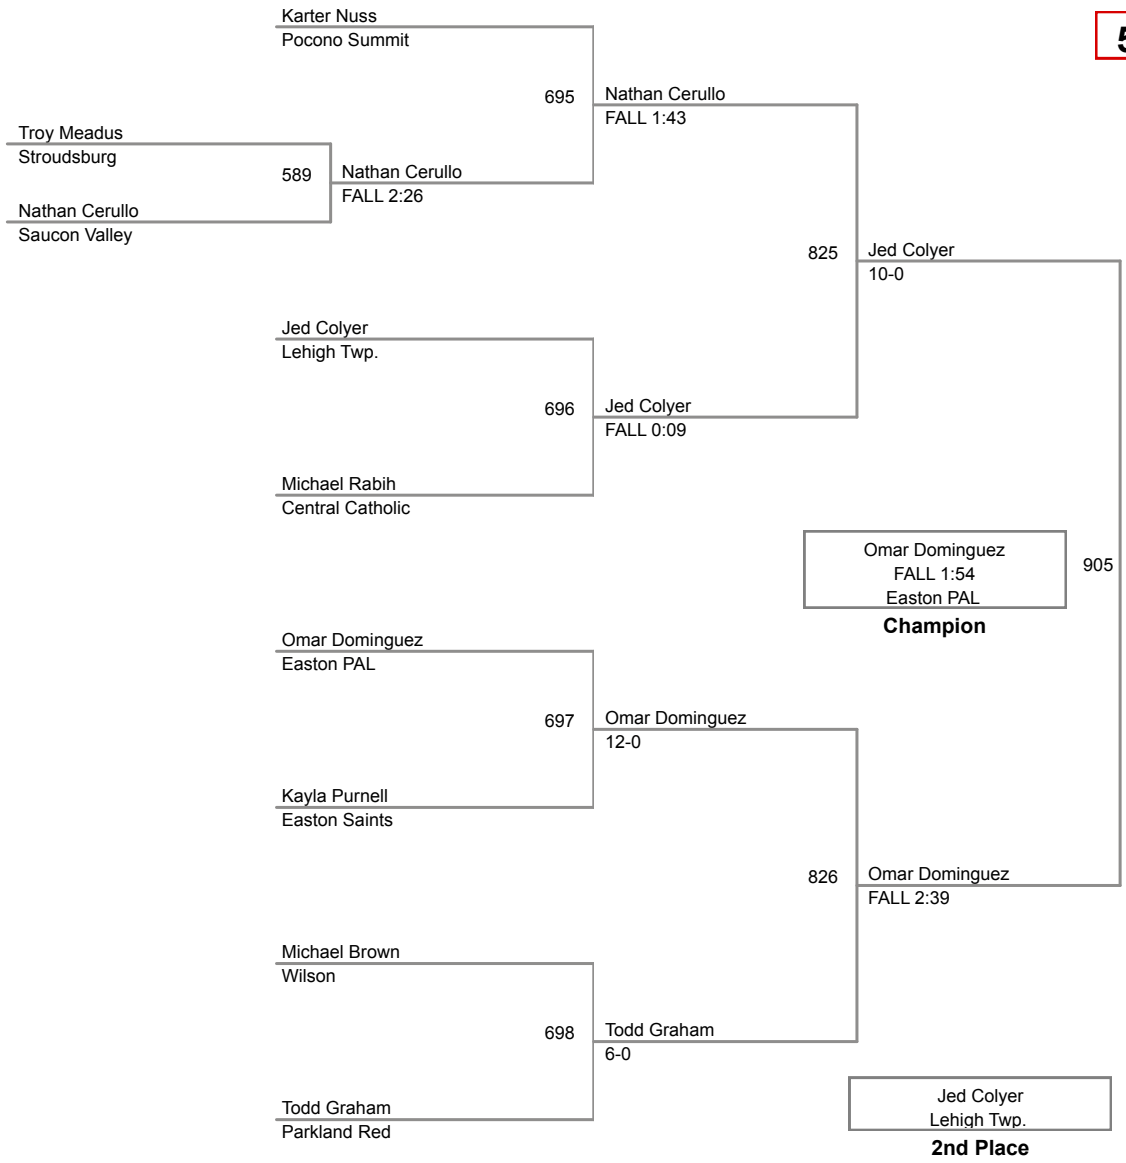 Karter Nuss
Pocono Summit
5
695
Nathan Cerullo
FALL 1:43
Troy Meadus
Stroudsburg
589
Nathan Cerullo
FALL 2:26
Nathan Cerullo
Saucon Valley
825
Jed Colyer
10-0
Jed Colyer
Lehigh Twp.
696
Jed Colyer
FALL 0:09
Michael Rabih
Central Catholic
Omar Dominguez
FALL 1:54
Easton PAL
Champion
905
Omar Dominguez
Easton PAL
697
Omar Dominguez
12-0
Kayla Purnell
Easton Saints
826
Omar Dominguez
FALL 2:39
Michael Brown
Wilson
698
Todd Graham
6-0
Todd Graham
Parkland Red
Jed Colyer
Lehigh Twp.
2nd Place